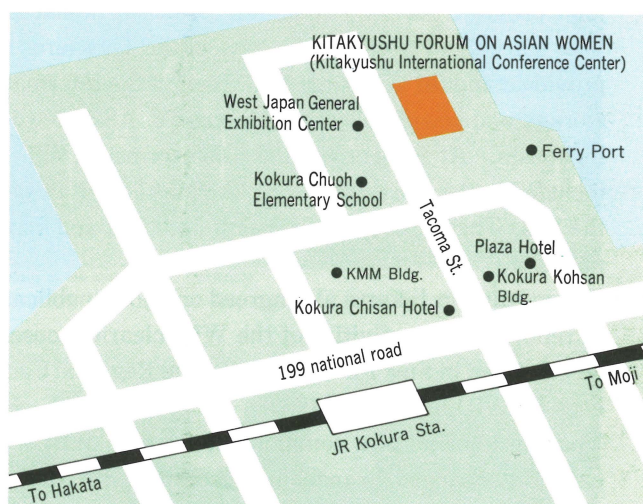 KITAKYUSHU FORUM ON ASIAN WOMEN
(Kitakyushu International Conference Center)
West Japan General
Exhibition Center
Ferry Port
Kokura Chuoh
Elementary School
Tacoma St.
Plaza Hotel
KMM Bldg.
Kokura Kohsan
Bldg.
Kokura Chisan Hotel
199 national road
To Moji
JR Kokura Sta.
To Hakata